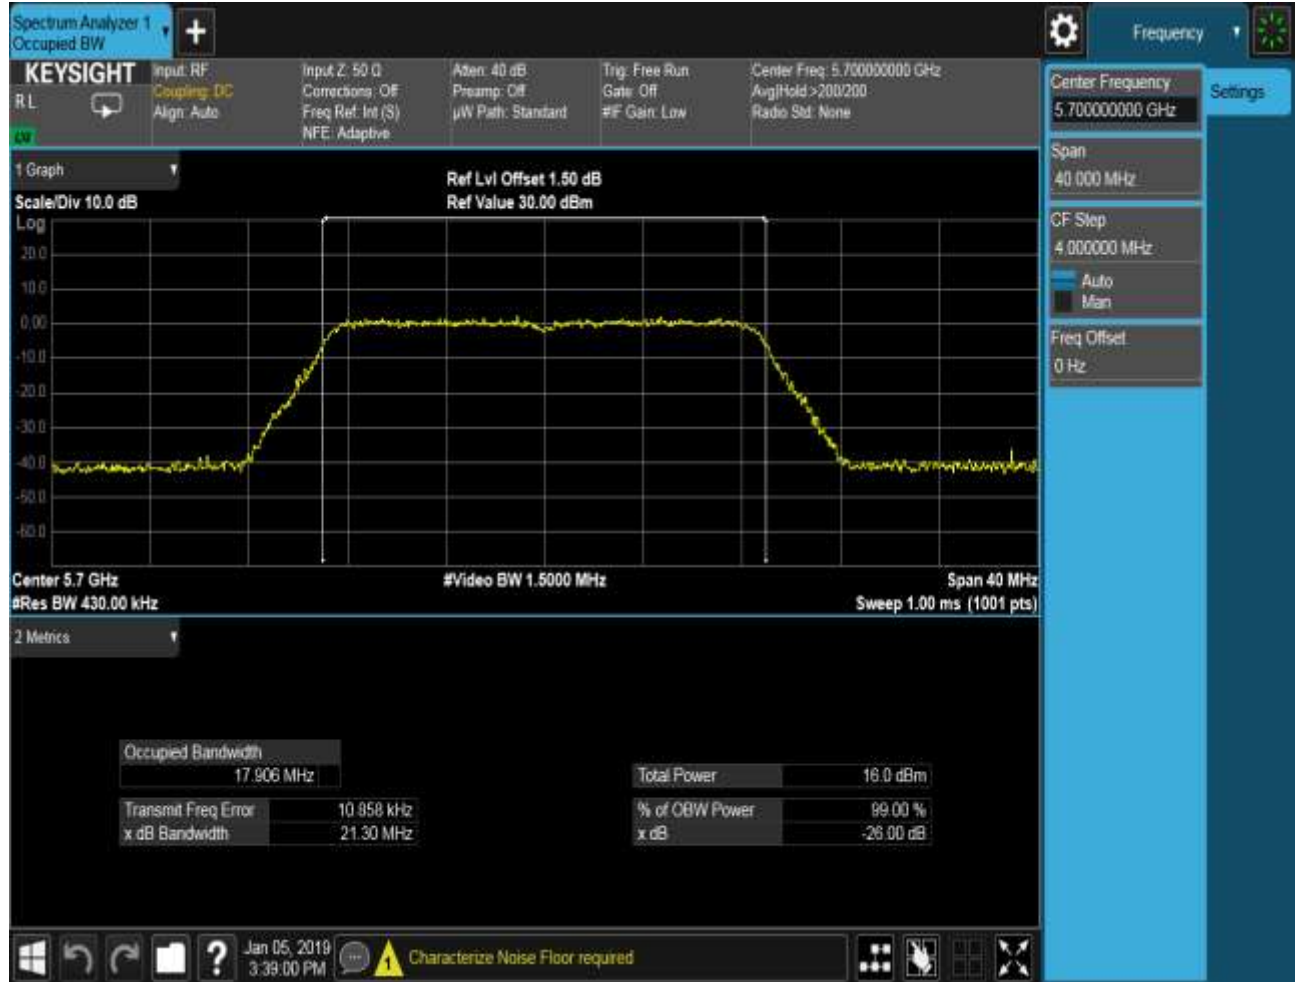 Spectrum Analyzer 1
Occupied BW
Frequency
KEYSIGHT
RL
Input: RF
Coupling: DC
Align: Auto
Input Z: 50 Ω
Corrections: Off
Freq Ref: Int (S)
NFE: Adaptive
Atten: 40 dB
Preamp: Off
µW Path: Standard
Trig: Free Run
Gate: Off
#IF Gain: Low
Center Freq: 5.700000000 GHz
Avg|Hold:>200/200
Radio Std: None
Center Frequency
5.700000000 GHz
Settings
Span
40.000 MHz
CF Step
4.000000 MHz
Auto
Man
Freq Offset
0 Hz
1 Graph
Scale/Div 10.0 dB
Ref Lvl Offset 1.50 dB
Ref Value 30.00 dBm
Log
20.0
10.0
0.00
-10.0
-20.0
-30.0
-40.0
-50.0
-60.0
Center 5.7 GHz
#Video BW 1.5000 MHz
Span 40 MHz
#Res BW 430.00 kHz
Sweep 1.00 ms (1001 pts)
2 Metrics
Occupied Bandwidth
17.906 MHz
Total Power 16.0 dBm
Transmit Freq Error 10.858 kHz
% of OBW Power 99.00 %
x dB Bandwidth 21.30 MHz
x dB -26.00 dB
Jan 05, 2019
3:39:00 PM
1
Characterize Noise Floor required